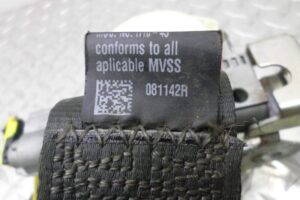 conforms to all
aplicable MVSS
081142R